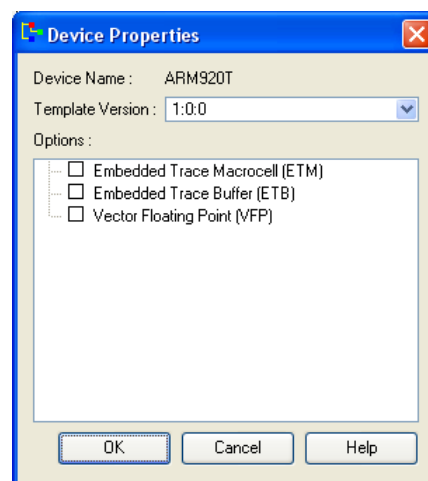 Device Properties
Device Name : ARM920T
Template Version : 1:0:0
Options :
Embedded Trace Macrocell (ETM)
Embedded Trace Buffer (ETB)
Vector Floating Point (VFP)
OK Cancel Help